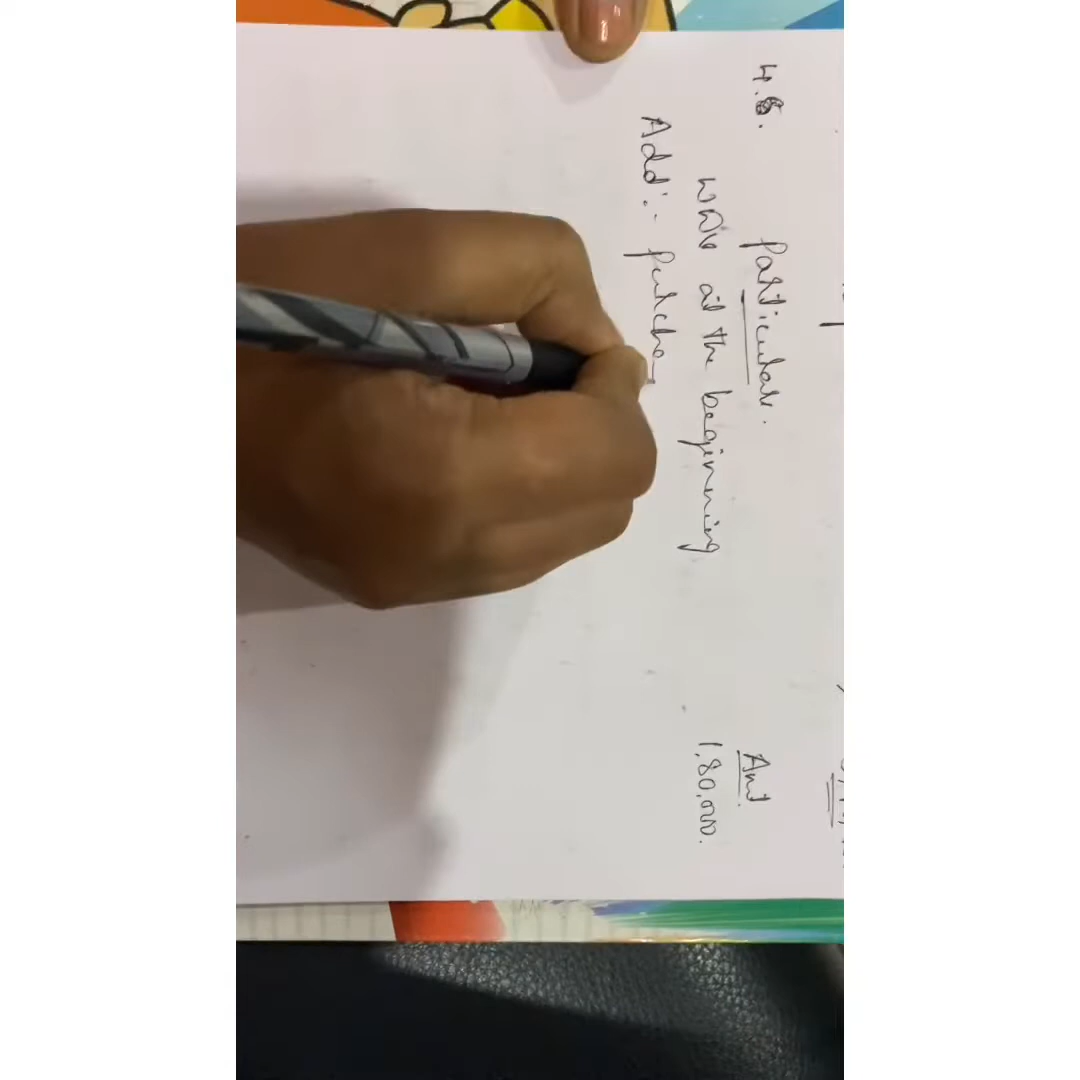 4.8.
Particular. Amt
WDV at the beginning 1,80,000.
Add:- Purcha